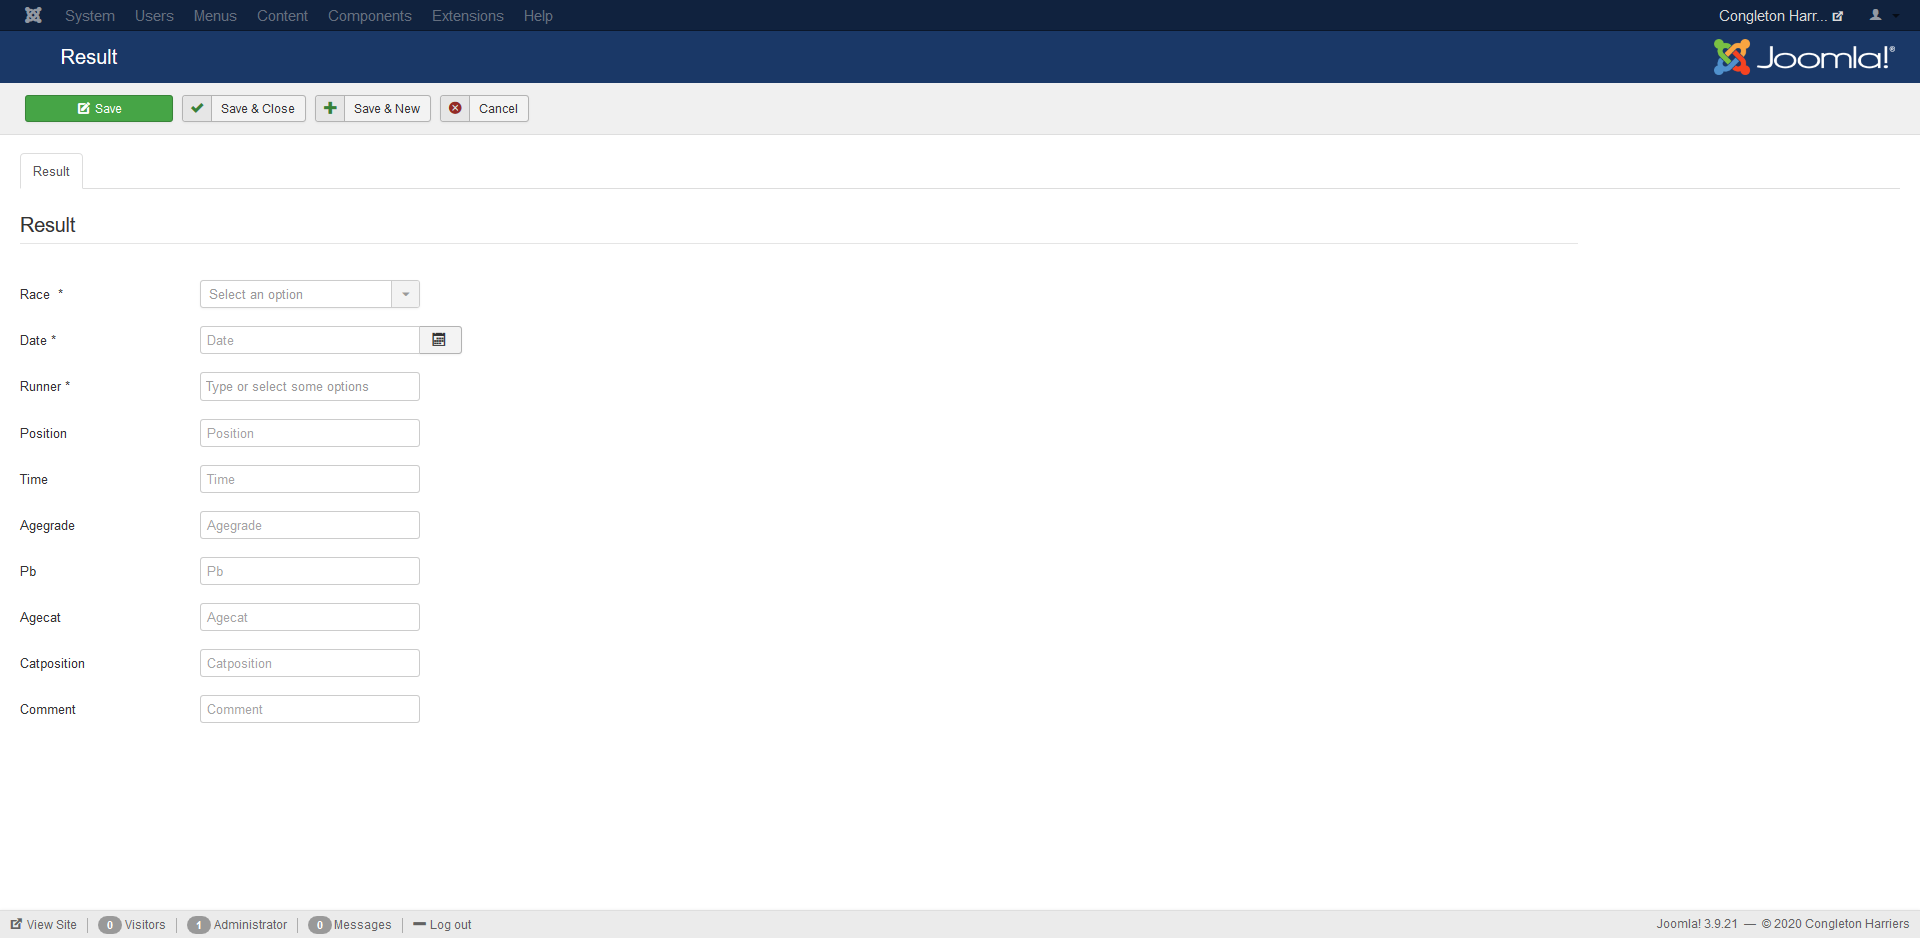 System Users Menus Content Components Extensions Help Congleton Harr...
Result Joomla!®
Save Save & Close Save & New Cancel
Result
Result
Race * Select an option
Date * Date
Runner * Type or select some options
Position Position
Time Time
Agegrade Agegrade
Pb Pb
Agecat Agecat
Catposition Catposition
Comment Comment
View Site 0 Visitors 1 Administrator 0 Messages Log out Joomla! 3.9.21 — © 2020 Congleton Harriers